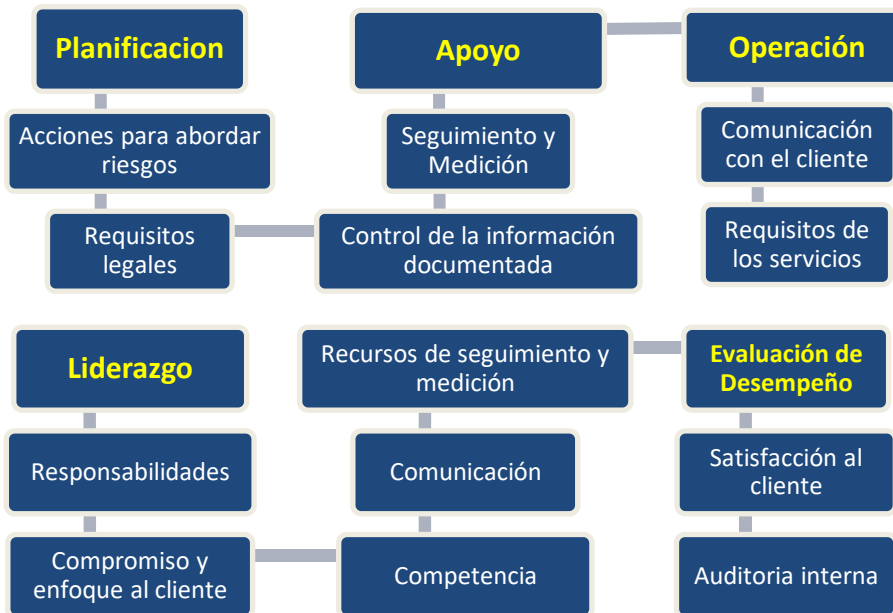 Planificacion
Acciones para abordar
riesgos
Requisitos
legales
Apoyo
Seguimiento y
Medición
Control de la información
documentada
Operación
Comunicación
con el cliente
Requisitos de
los servicios
Liderazgo
Responsabilidades
Compromiso y
enfoque al cliente
Recursos de seguimiento y
medición
Comunicación
Competencia
Evaluación de
Desempeño
Satisfacción al
cliente
Auditoria interna